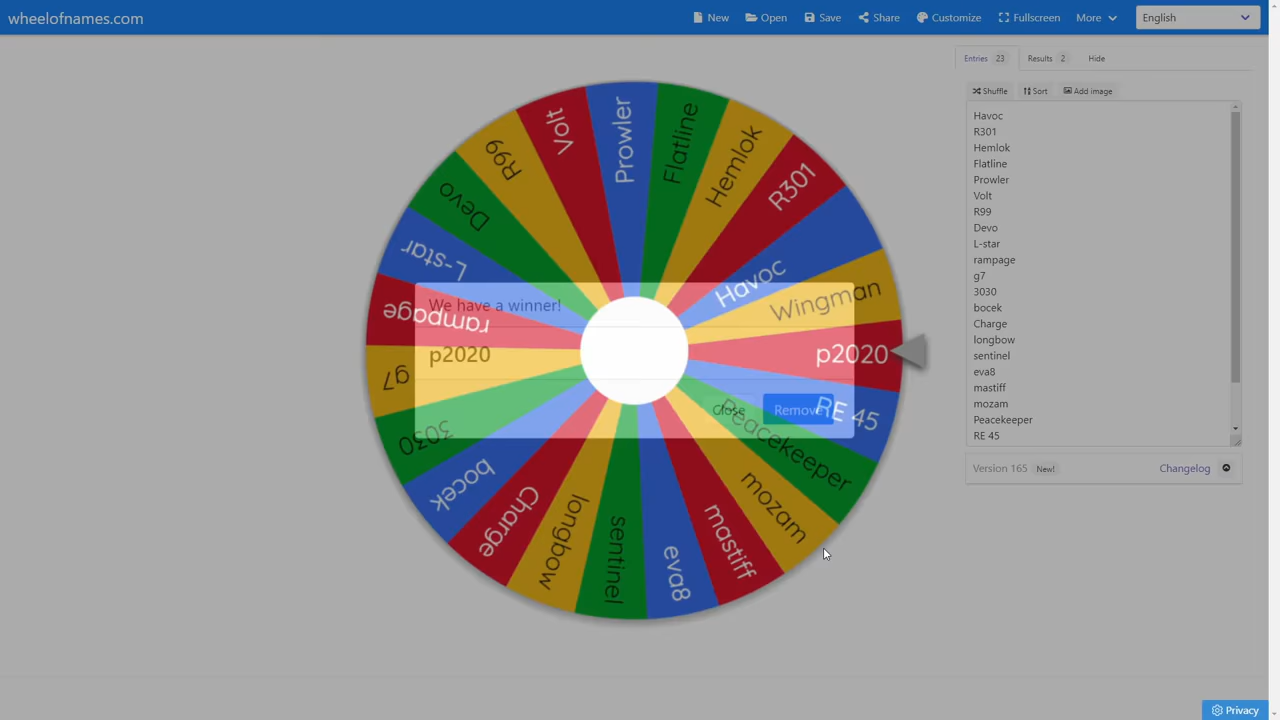 wheelofnames.com
New
Open
Save
Share
Customize
Fullscreen
More
English
Entries 23
Results 2
Hide
Shuffle
Sort
Add image
Havoc
R301
Hemlok
Flatline
Prowler
Volt
R99
Devo
L-star
rampage
g7
3030
bocek
Charge
longbow
sentinel
eva8
mastiff
mozam
Peacekeeper
RE 45
Version 165 New!
Changelog
Prowler
Flatline
Hemlok
R301
Havoc
Wingman
p2020
RE 45
Peacekeeper
mozam
mastiff
eva8
sentinel
longbow
Charge
bocek
3030
g7
rampage
L-star
Devo
R99
Volt
We have a winner!
p2020
Close
Remove
Privacy